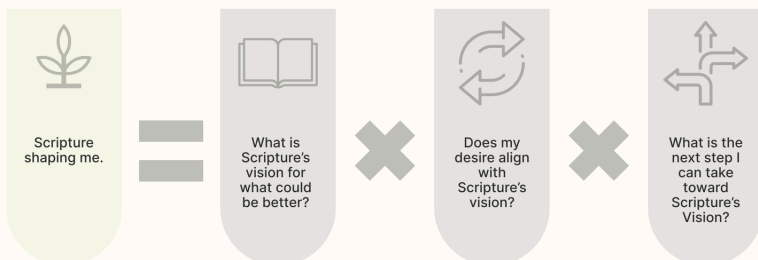 Scripture
shaping me.
What is
Scripture's
vision for
what could
be better?
Does my
desire align
with
Scripture's
vision?
What is the
next step I
can take
toward
Scripture's
Vision?